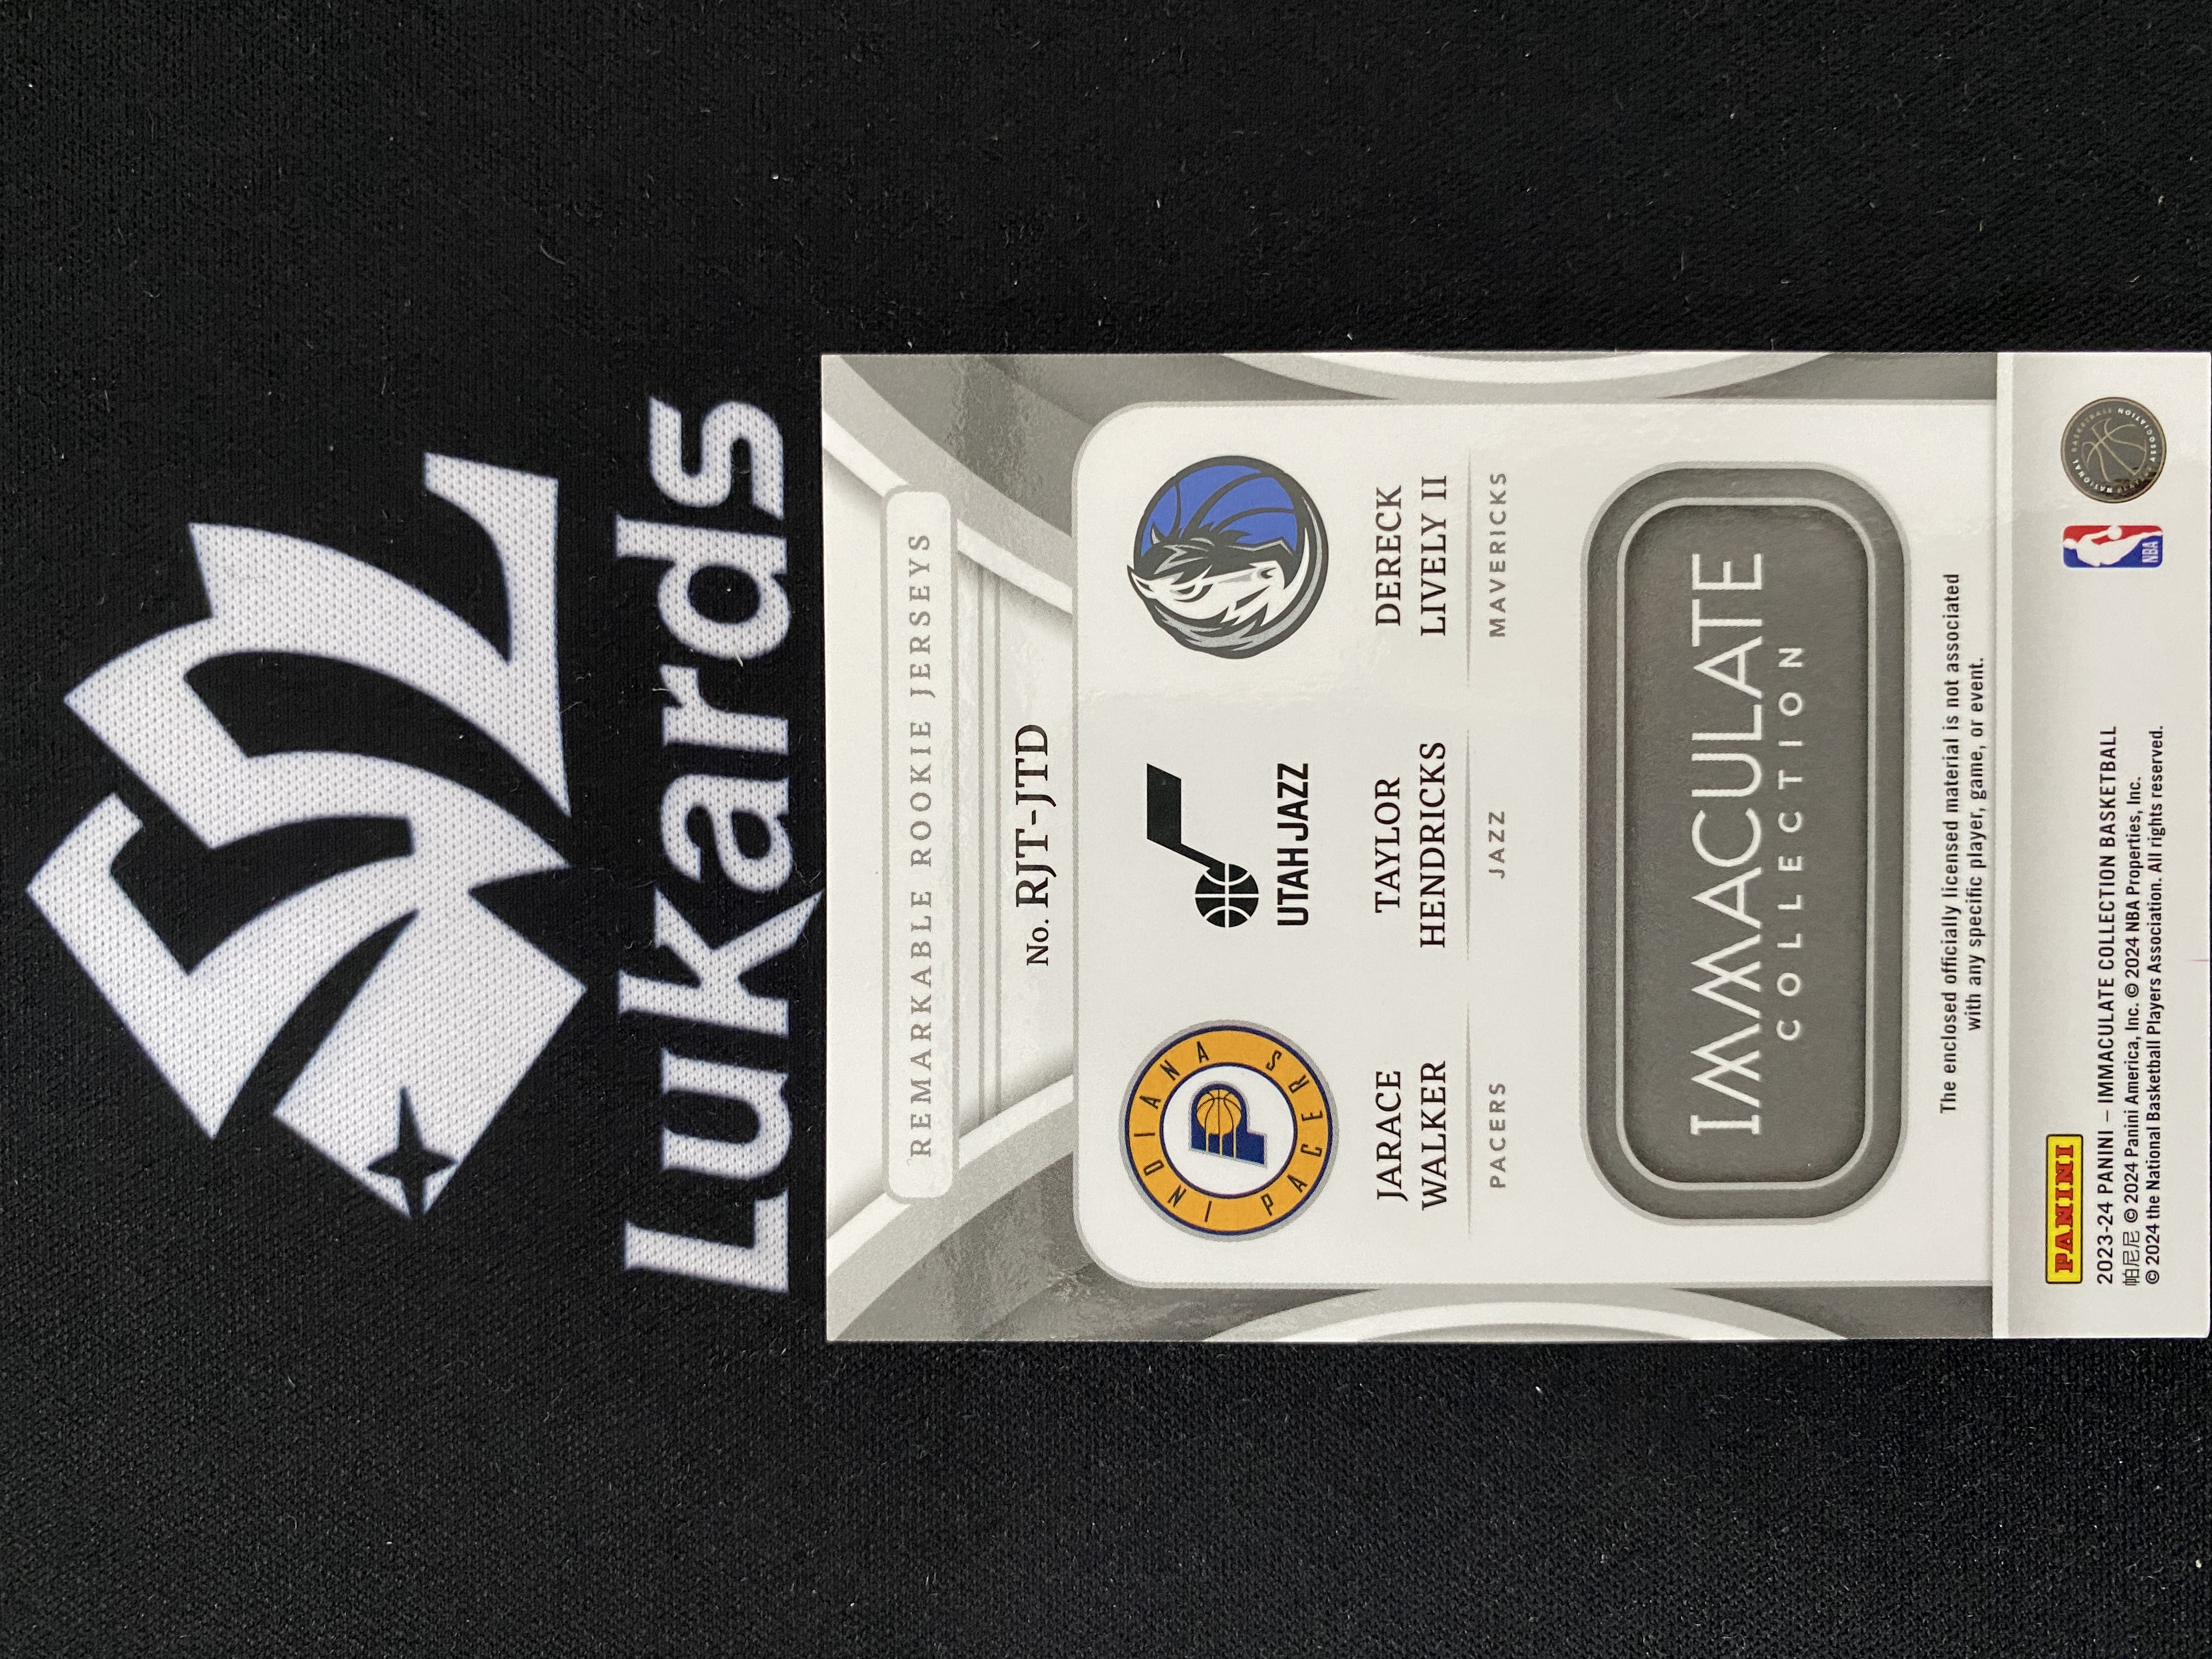 Lukards
REMARKABLE ROOKIE JERSEYS
No. RJT-JTD
INDIANA PACERS
UTAH JAZZ
JARACE
WALKER
PACERS
TAYLOR
HENDRICKS
JAZZ
DERECK
LIVELY II
MAVERICKS
IMMACULATE
COLLECTION
The enclosed officially licensed material is not associated
with any specific player, game, or event.
PANINI
2023-24 PANINI – IMMACULATE COLLECTION BASKETBALL
帕尼尼 © 2024 Panini America, Inc. © 2024 NBA Properties, Inc.
© 2024 the National Basketball Players Association. All rights reserved.
NBA
NATIONAL BASKETBALL